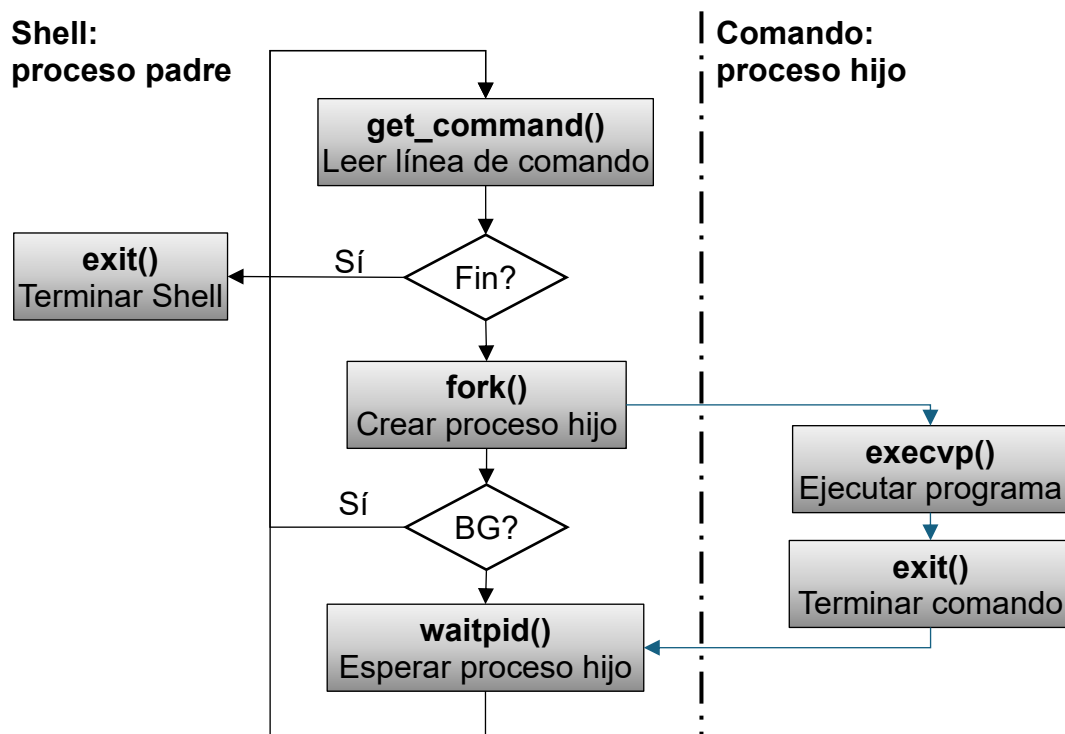 Shell:
proceso padre
Comando:
proceso hijo
get_command()
Leer línea de comando
Sí
Fin?
exit()
Terminar Shell
fork()
Crear proceso hijo
execvp()
Ejecutar programa
Sí
BG?
exit()
Terminar comando
waitpid()
Esperar proceso hijo